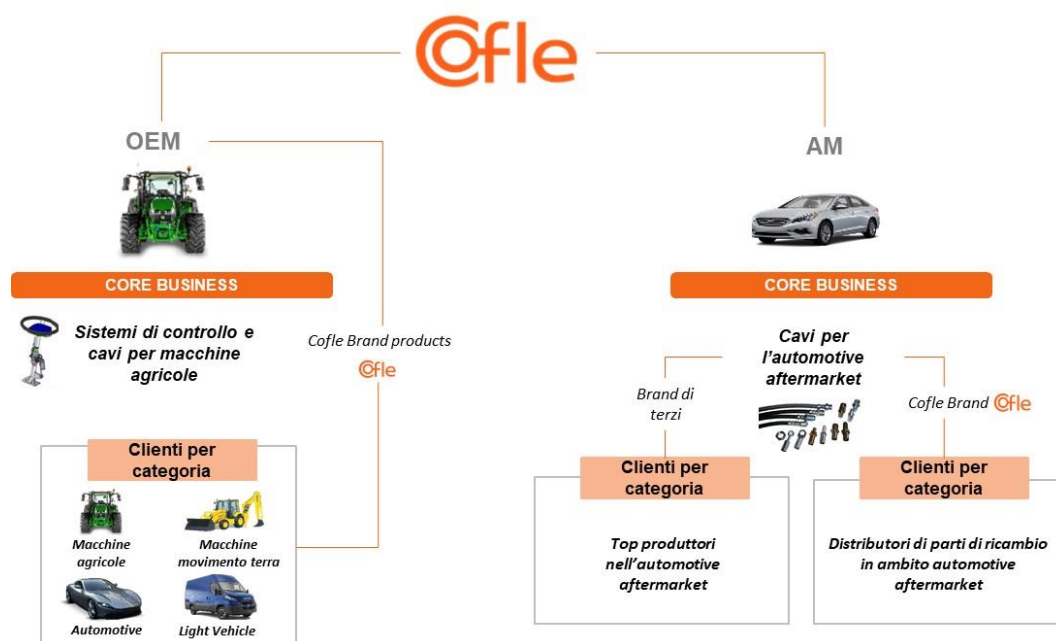 Cofle
OEM
AM
CORE BUSINESS
CORE BUSINESS
Sistemi di controllo e
cavi per macchine
agricole
Cofle Brand products
Cofle
Cavi per
l'automotive
aftermarket
Brand di
terzi
Cofle Brand Cofle
Clienti per
categoria
Macchine
agricole
Macchine
movimento terra
Automotive
Light Vehicle
Clienti per
categoria
Top produttori
nell'automotive
aftermarket
Clienti per
categoria
Distributori di parti di ricambio
in ambito automotive
aftermarket